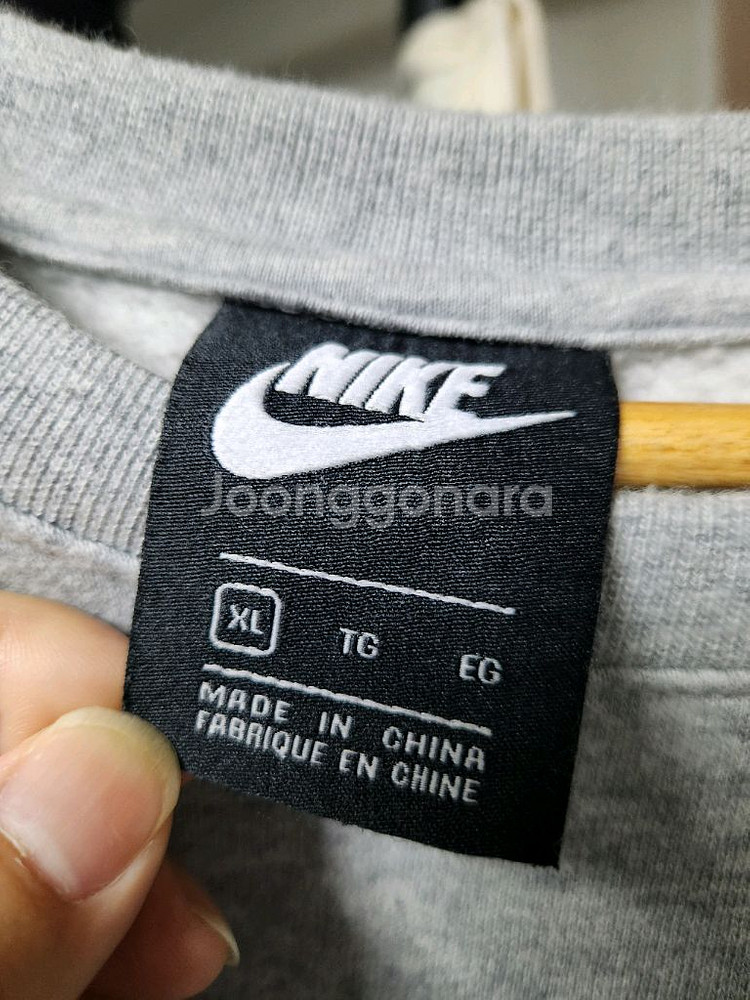 NIKE
Joonggonara
XL TG EG
MADE IN CHINA
FABRIQUE EN CHINE